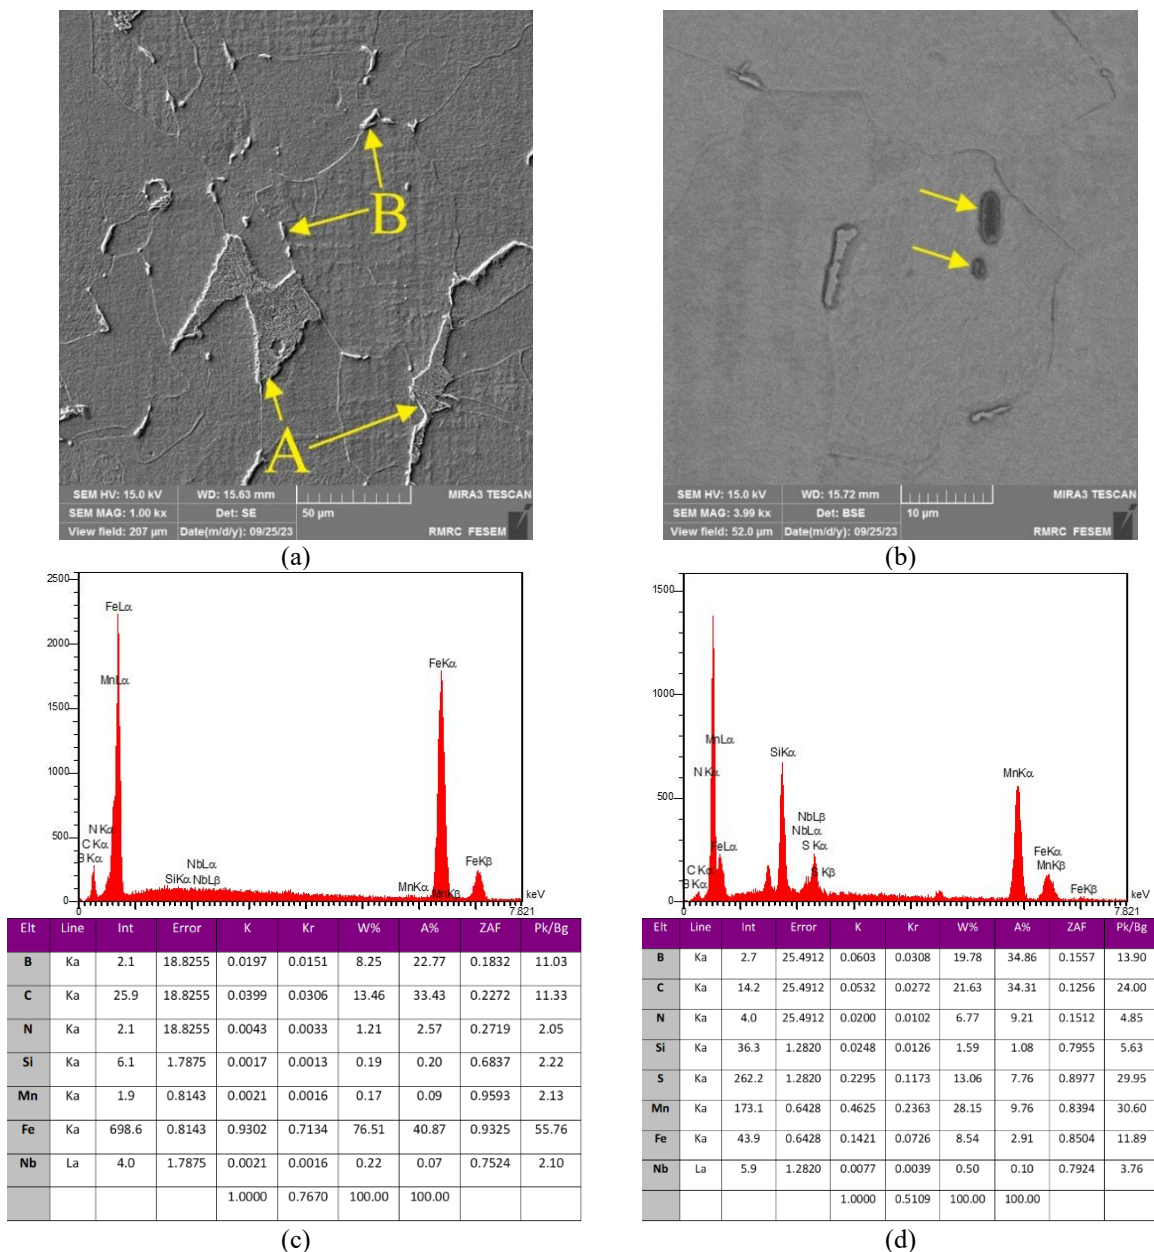 B
A
SEM HV: 15.0 kV WD: 15.63 mm MIRA3 TESCAN
SEM MAG: 1.00 kx Det: SE 50 µm
View field: 207 µm Date(m/d/y): 09/25/23 RMRC FESEM
(a)
SEM HV: 15.0 kV WD: 15.72 mm MIRA3 TESCAN
SEM MAG: 3.99 kx Det: BSE 10 µm
View field: 52.0 µm Date(m/d/y): 09/25/23 RMRC FESEM
(b)
2500
2000
1500
1000
500
0
FeLα
MnLα
N Kα
C Kα
B Kα
SiKα
NbLα
NbLβ
FeKα
MnKα
MnKβ
FeKβ
keV
0
7.821
Elt Line Int Error K Kr W% A% ZAF Pk/Bg
B Ka 2.1 18.8255 0.0197 0.0151 8.25 22.77 0.1832 11.03
C Ka 25.9 18.8255 0.0399 0.0306 13.46 33.43 0.2272 11.33
N Ka 2.1 18.8255 0.0043 0.0033 1.21 2.57 0.2719 2.05
Si Ka 6.1 1.7875 0.0017 0.0013 0.19 0.20 0.6837 2.22
Mn Ka 1.9 0.8143 0.0021 0.0016 0.17 0.09 0.9593 2.13
Fe Ka 698.6 0.8143 0.9302 0.7134 76.51 40.87 0.9325 55.76
Nb La 4.0 1.7875 0.0021 0.0016 0.22 0.07 0.7524 2.10
1.0000 0.7670 100.00 100.00
(c)
1500
1000
500
0
MnLα
N Kα
C Kα
B Kα
FeLα
SiKα
NbLβ
NbLα
S Kα
S Kβ
MnKα
FeKα
MnKβ
FeKβ
keV
0
7.821
Elt Line Int Error K Kr W% A% ZAF Pk/Bg
B Ka 2.7 25.4912 0.0603 0.0308 19.78 34.86 0.1557 13.90
C Ka 14.2 25.4912 0.0532 0.0272 21.63 34.31 0.1256 24.00
N Ka 4.0 25.4912 0.0200 0.0102 6.77 9.21 0.1512 4.85
Si Ka 36.3 1.2820 0.0248 0.0126 1.59 1.08 0.7955 5.63
S Ka 262.2 1.2820 0.2295 0.1173 13.06 7.76 0.8977 29.95
Mn Ka 173.1 0.6428 0.4625 0.2363 28.15 9.76 0.8394 30.60
Fe Ka 43.9 0.6428 0.1421 0.0726 8.54 2.91 0.8504 11.89
Nb La 5.9 1.2820 0.0077 0.0039 0.50 0.10 0.7924 3.76
1.0000 0.5109 100.00 100.00
(d)